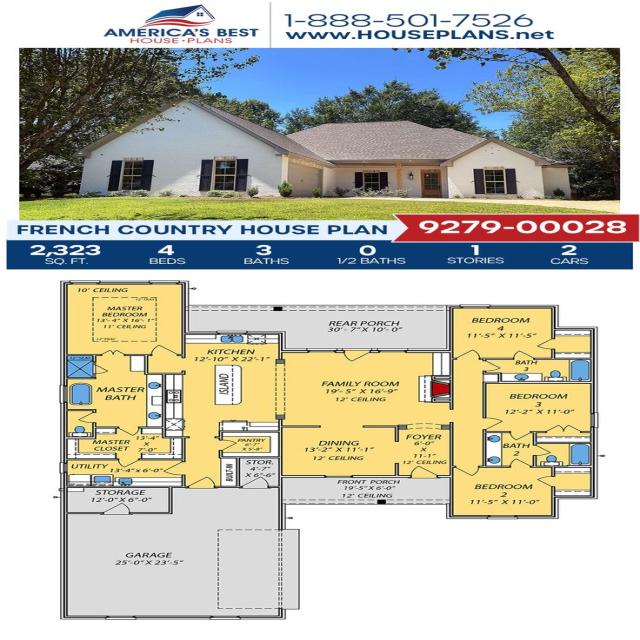 AMERICA'S BEST
HOUSE • PLANS
1-888-501-7526
www.HOUSEPLANS.net
FRENCH COUNTRY HOUSE PLAN
9279-00028
2,323 4 3 0 1 2
SQ. FT. BEDS BATHS 1/2 BATHS STORIES CARS
10' CEILING
MASTER
BEDROOM
13'-4" X 16'-1"
11' CEILING
REAR PORCH
30'-7" X 10'-0"
BEDROOM
4
11'-5" X 11'-5"
KITCHEN
12'-10" X 22'-1"
ISLAND
FAMILY ROOM
19'-5" X 16'-9"
12' CEILING
BATH
3
MASTER
BATH
BEDROOM
3
12'-2" X 11'-0"
MASTER
CLOSET
13'-4" X
7'-0"
PANTRY
6'-7"
X 5'-8"
DINING
13'-2" X 11'-1"
12' CEILING
FOYER
6'-0"
X
11'-1"
12' CEILING
BATH
2
UTILITY
13'-4"x 6'-0"
BUILT-IN
STOR.
4'-7"
X 6'-5"
STORAGE
12'-0" X 6'-0"
FRONT PORCH
19'-5" X 6'-0"
12' CEILING
BEDROOM
2
11'-5" X 11'-0"
GARAGE
25'-0" X 23'-5"